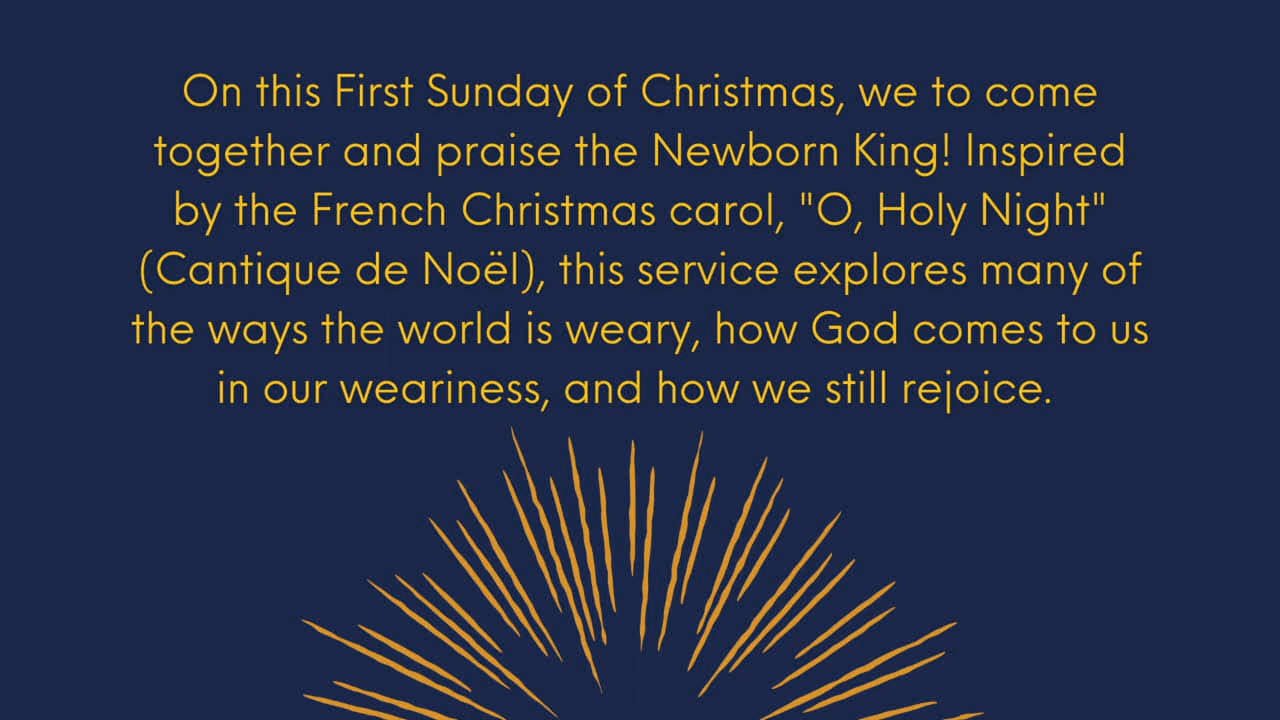 On this First Sunday of Christmas, we to come
together and praise the Newborn King! Inspired
by the French Christmas carol, "O, Holy Night"
(Cantique de Noël), this service explores many of
the ways the world is weary, how God comes to us
in our weariness, and how we still rejoice.